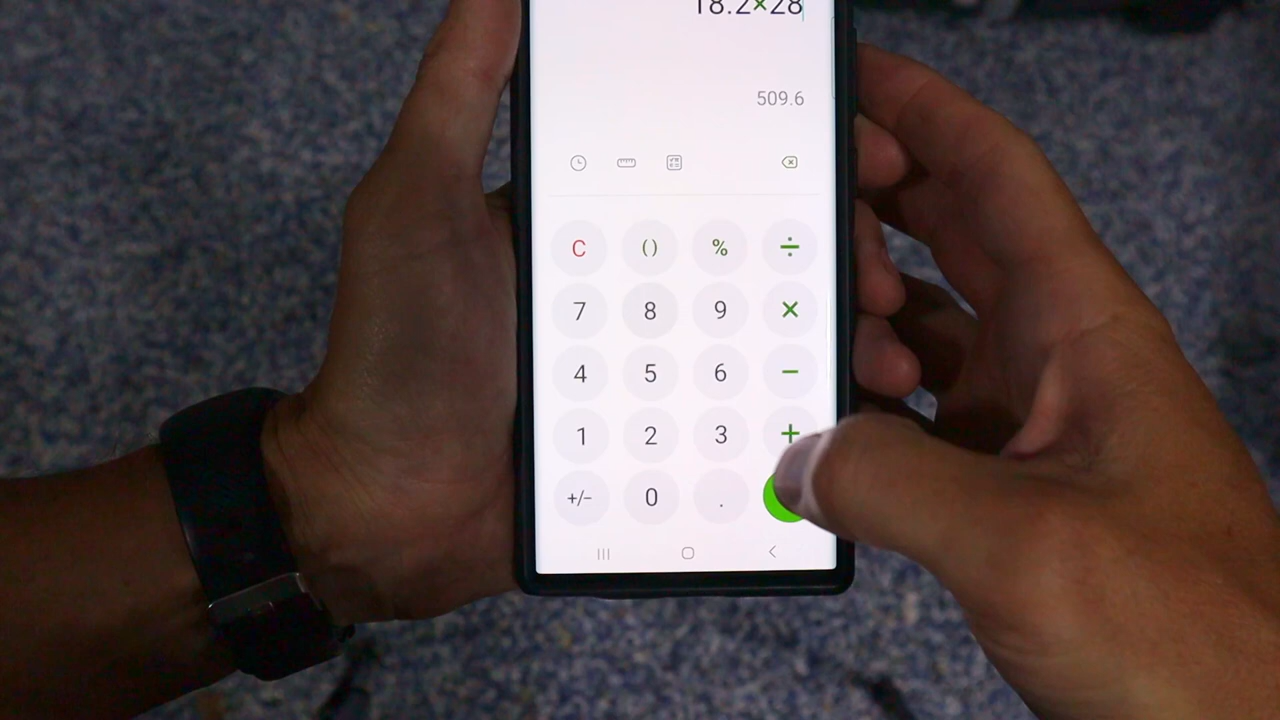 18.2×28
509.6
C () % ÷
7 8 9 ×
4 5 6 −
1 2 3 +
+/− 0 .